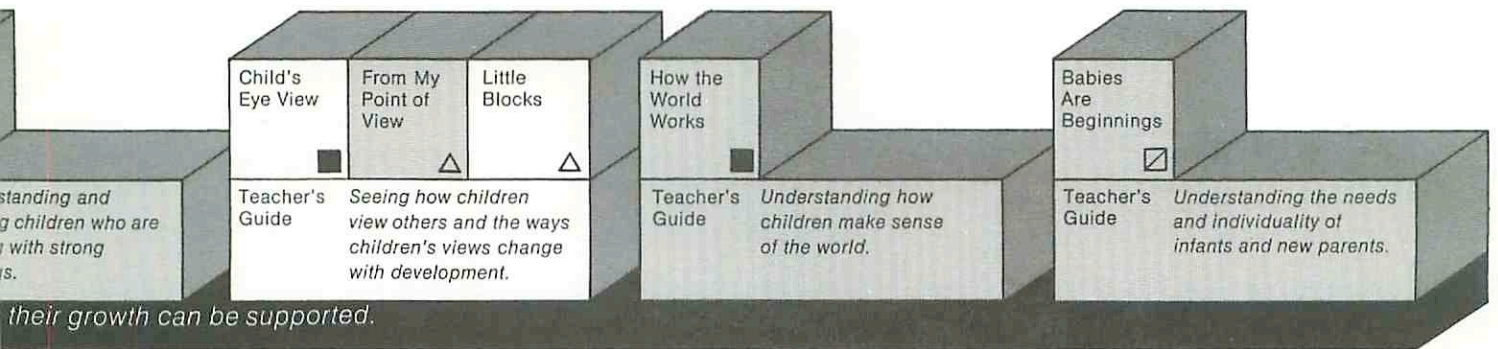 Child's
Eye View
From My
Point of
View
Little
Blocks
How the
World
Works
Babies
Are
Beginnings
and
children who are
with strong
Teacher's
Guide
Seeing how children
view others and the ways
children's views change
with development.
Teacher's
Guide
Understanding how
children make sense
of the world.
Teacher's
Guide
Understanding the needs
and individuality of
infants and new parents.
their growth can be supported.